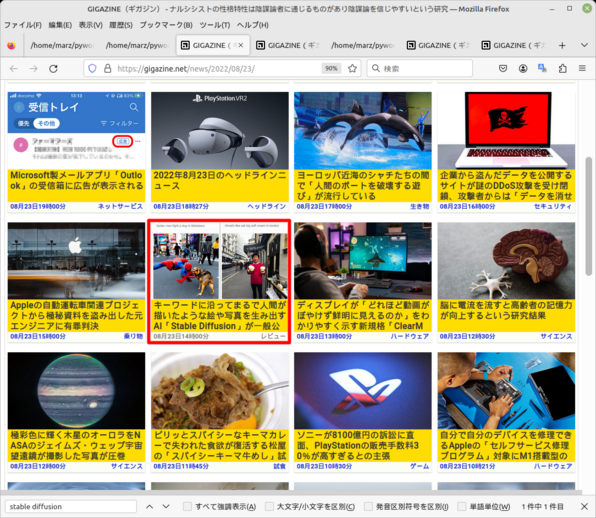 GIGAZINE（ギガジン） - ナルシシストの性格特性は陰謀論者に通じるものがあり陰謀論を信じやすいという研究 — Mozilla Firefox
ファイル(F) 編集(E) 表示(V) 履歴(S) ブックマーク(B) ツール(T) ヘルプ(H)
/home/marz/pywo /home/marz/pywo GIGAZINE（ギ GIGAZINE（ギガ /home/marz/pywo GIGAZINE（ギガ GIGAZINE（ギガ
https://gigazine.net/news/2022/08/23/ 90% 検索
受信トレイ
優先 その他 フィルター
Microsoft製メールアプリ「Outlo
ok」の受信箱に広告が表示される
08月23日19時00分 ネットサービス
PlayStation VR2
2022年8月23日のヘッドラインニ
ュース
08月23日18時27分 ヘッドライン
ヨーロッパ近海のシャチたちの間
で「人間のボートを破壊する遊
び」が流行している
08月23日17時00分 生き物
企業から盗んだデータを公開する
サイトが謎のDDoS攻撃を受け閉
鎖、攻撃者からは「データを消せ
08月23日16時00分 セキュリティ
Appleの自動運転車関連プロジェ
クトから極秘資料を盗み出した元
エンジニアに有罪判決
08月23日15時00分 乗り物
キーワードに沿ってまるで人間が
描いたような絵や写真を生み出す
AI「Stable Diffusion」が一般公
08月23日14時00分 レビュー
ディスプレイが「どれほど動画が
ぼやけず鮮明に見えるのか」をわ
かりやすく示す新規格「ClearM
08月23日13時00分 ハードウェア
脳に電流を流すと高齢者の記憶力
が向上するという研究結果
08月23日12時30分 サイエンス
極彩色に輝く木星のオーロラをN
ASAのジェイムズ・ウェッブ宇宙
望遠鏡が撮影した写真が圧巻
08月23日12時00分 サイエンス
ピリッとスパイシーなキーマカレ
ーで失われた食欲が復活する松屋
の「スパイシーキーマ牛めし」試
08月23日11時45分 試食
ソニーが8100億円の訴訟に直
面、PlayStationの販売手数料3
0%が高すぎるとの主張
08月23日10時30分 ゲーム
自分で自分のデバイスを修理でき
るAppleの「セルフサービス修理
プログラム」対象にM1搭載型の
08月23日10時21分 ハードウェア
stable diffusion すべて強調表示(A) 大文字/小文字を区別(C) 発音区別符号を区別(I) 単語単位(W) 1 件中 1 件目